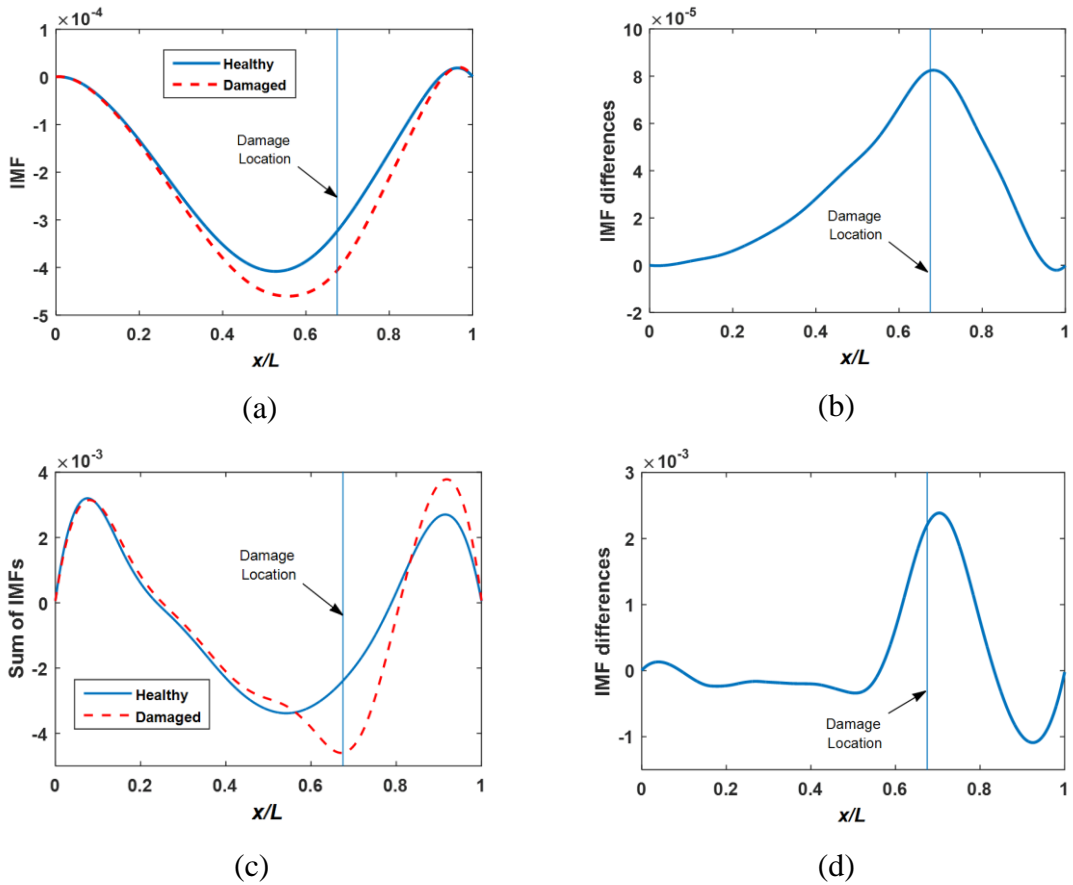 ×10⁻⁴
1
0
-1
-2
-3
-4
-5
IMF
Healthy
Damaged
Damage
Location
0 0.2 0.4 0.6 0.8 1
x/L
(a)
×10⁻⁵
10
8
6
4
2
0
-2
IMF differences
Damage
Location
0 0.2 0.4 0.6 0.8 1
x/L
(b)
×10⁻³
4
2
0
-2
-4
Sum of IMFs
Damage
Location
Healthy
Damaged
0 0.2 0.4 0.6 0.8 1
x/L
(c)
×10⁻³
3
2
1
0
-1
IMF differences
Damage
Location
0 0.2 0.4 0.6 0.8 1
x/L
(d)